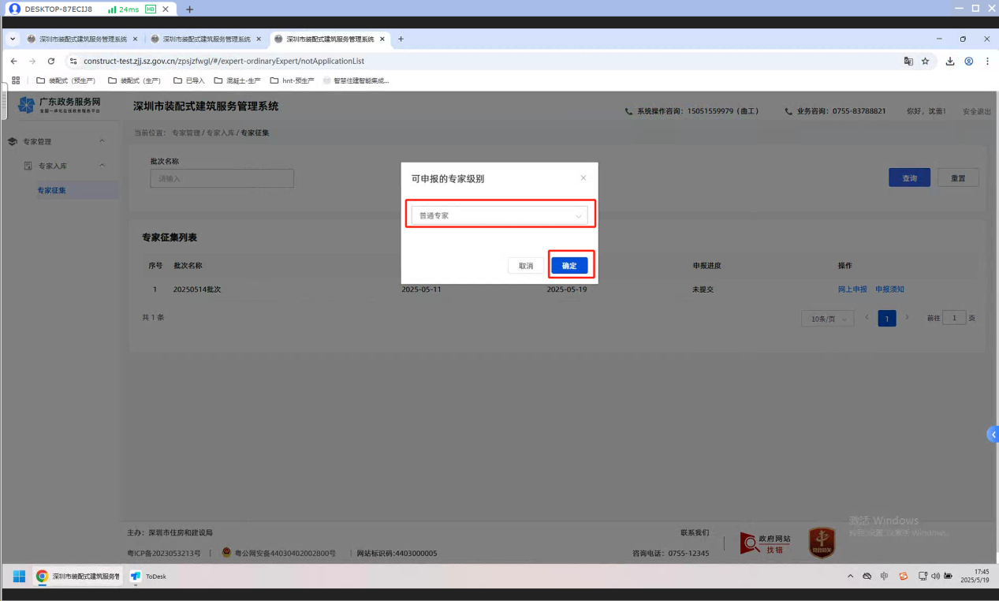 DESKTOP-87ECIJ8 24ms HD
深圳市装配式建筑服务管理系统 深圳市装配式建筑服务管理系统 深圳市装配式建筑服务管理系统
construct-test.zjj.sz.gov.cn/zpsjzfwgl/#/expert-ordinaryExpert/notApplicationList
装配式（预生产） 装配式（生产） 已导入 混凝土-生产 hnt-预生产 智慧住建智能集成...
广东政务服务网
全国一体化在线政务服务平台
深圳市装配式建筑服务管理系统
系统操作咨询：15051559979（曲工） 业务咨询：0755-83788821 你好，沈蕾！ 安全退出
当前位置： 专家管理 / 专家入库 / 专家征集
专家管理
专家入库
专家征集
批次名称
请输入
查询 重置
可申报的专家级别
普通专家
取消 确定
专家征集列表
序号 批次名称 申报进度 操作
1 20250514批次 2025-05-11 2025-05-19 未提交 网上申报 申报须知
共 1 条 10条/页 1 前往 1 页
主办：深圳市住房和建设局 联系我们
粤ICP备2023053213号 粤公网安备44030402002800号 网站标识码:4403000005 咨询电话：0755-12345
政府网站
找错
党政机关
激活 Windows
深圳市装配式建筑服务管 ToDesk
中
17:45
2025/5/19